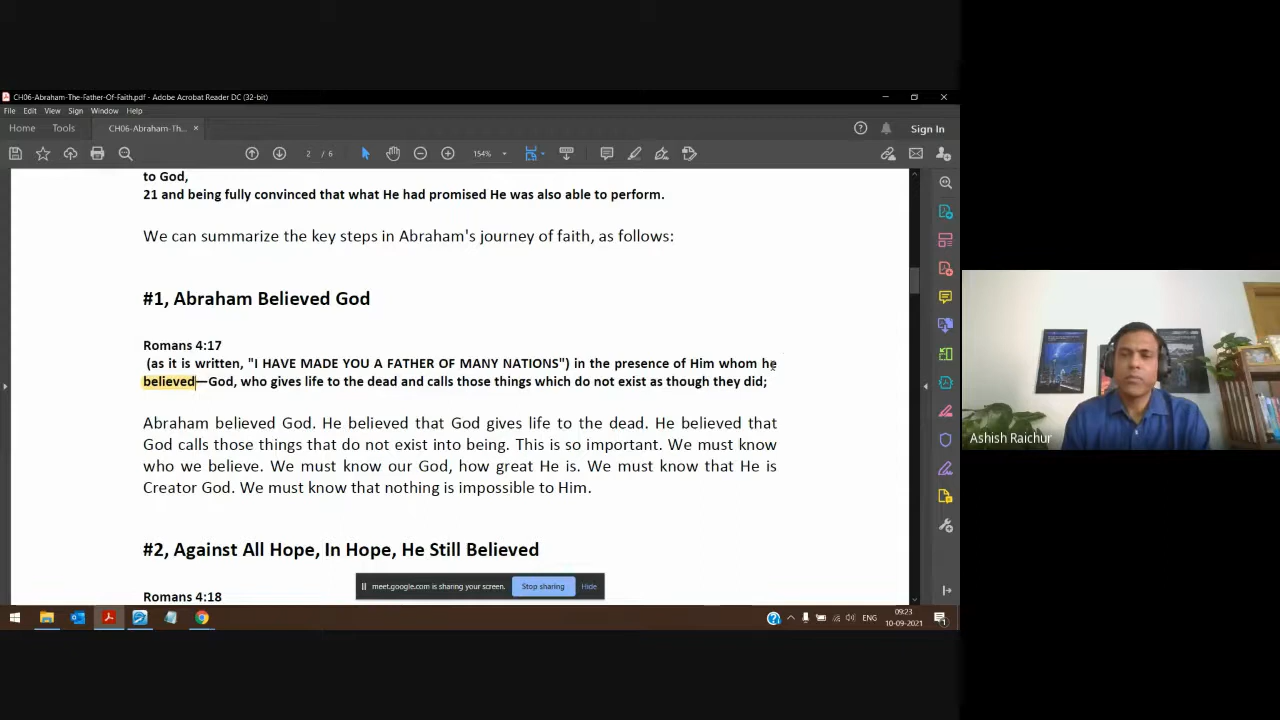 CH06-Abraham-The-Father-Of-Faith.pdf - Adobe Acrobat Reader DC (32-bit)
File Edit View Sign Window Help
Home Tools CH06-Abraham-Th... × Sign In
2 / 6 154%
to God,
21 and being fully convinced that what He had promised He was also able to perform.
We can summarize the key steps in Abraham's journey of faith, as follows:
#1, Abraham Believed God
Romans 4:17
(as it is written, "I HAVE MADE YOU A FATHER OF MANY NATIONS") in the presence of Him whom he
believed—God, who gives life to the dead and calls those things which do not exist as though they did;
Abraham believed God. He believed that God gives life to the dead. He believed that
God calls those things that do not exist into being. This is so important. We must know
who we believe. We must know our God, how great He is. We must know that He is
Creator God. We must know that nothing is impossible to Him.
#2, Against All Hope, In Hope, He Still Believed
Romans 4:18
meet.google.com is sharing your screen. Stop sharing Hide
ENG 09:23
10-09-2021
Ashish Raichur